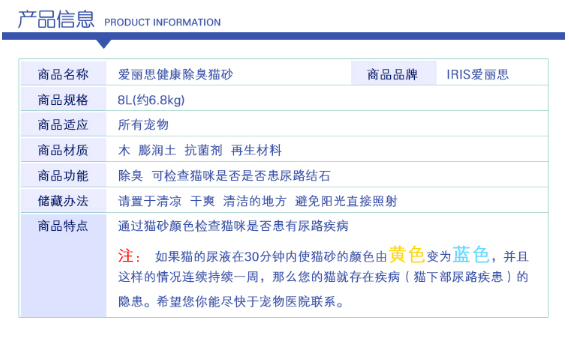 产品信息 PRODUCT INFORMATION
商品名称 爱丽思健康除臭猫砂 商品品牌 IRIS爱丽思
商品规格 8L(约6.8kg)
商品适应 所有宠物
商品材质 木 膨润土 抗菌剂 再生材料
商品功能 除臭 可检查猫咪是否是否患尿路结石
储藏办法 请置于清凉 干爽 清洁的地方 避免阳光直接照射
商品特点 通过猫砂颜色检查猫咪是否患有尿路疾病
注： 如果猫的尿液在30分钟内使猫砂的颜色由黄色变为蓝色，并且
这样的情况连续持续一周，那么您的猫就存在疾病（猫下部尿路疾患）的
隐患。希望您你能尽快于宠物医院联系。